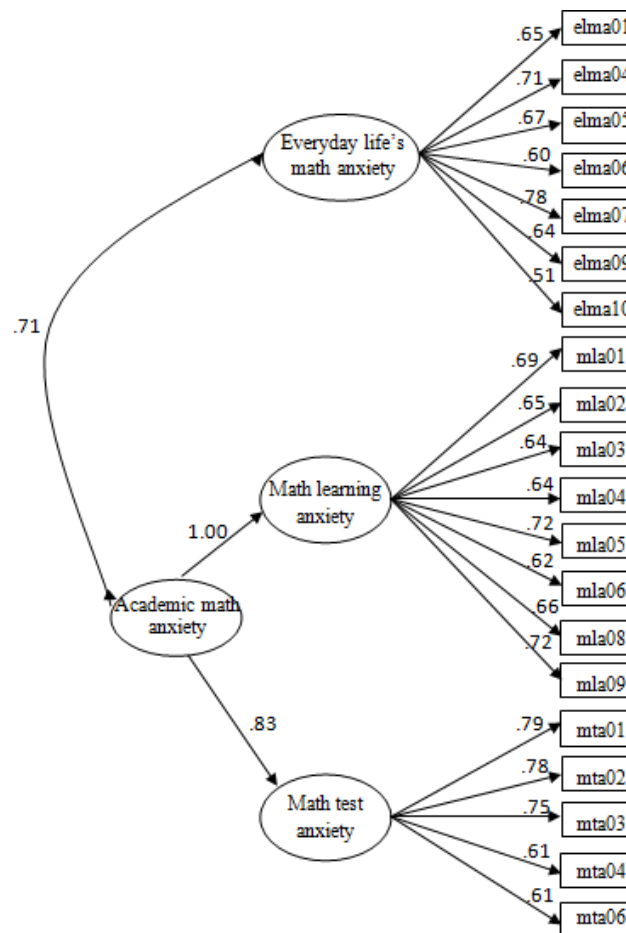 .65
elma01
.71
elma04
.67
elma05
Everyday life's
math anxiety
.60
elma06
.78
elma07
.64
elma09
.51
elma10
.71
.69
mla01
.65
mla02
.64
mla03
Math learning
anxiety
.64
mla04
1.00
.72
mla05
.62
mla06
Academic math
anxiety
.66
mla08
.72
mla09
.83
.79
mta01
.78
mta02
Math test
anxiety
.75
mta03
.61
mta04
.61
mta06